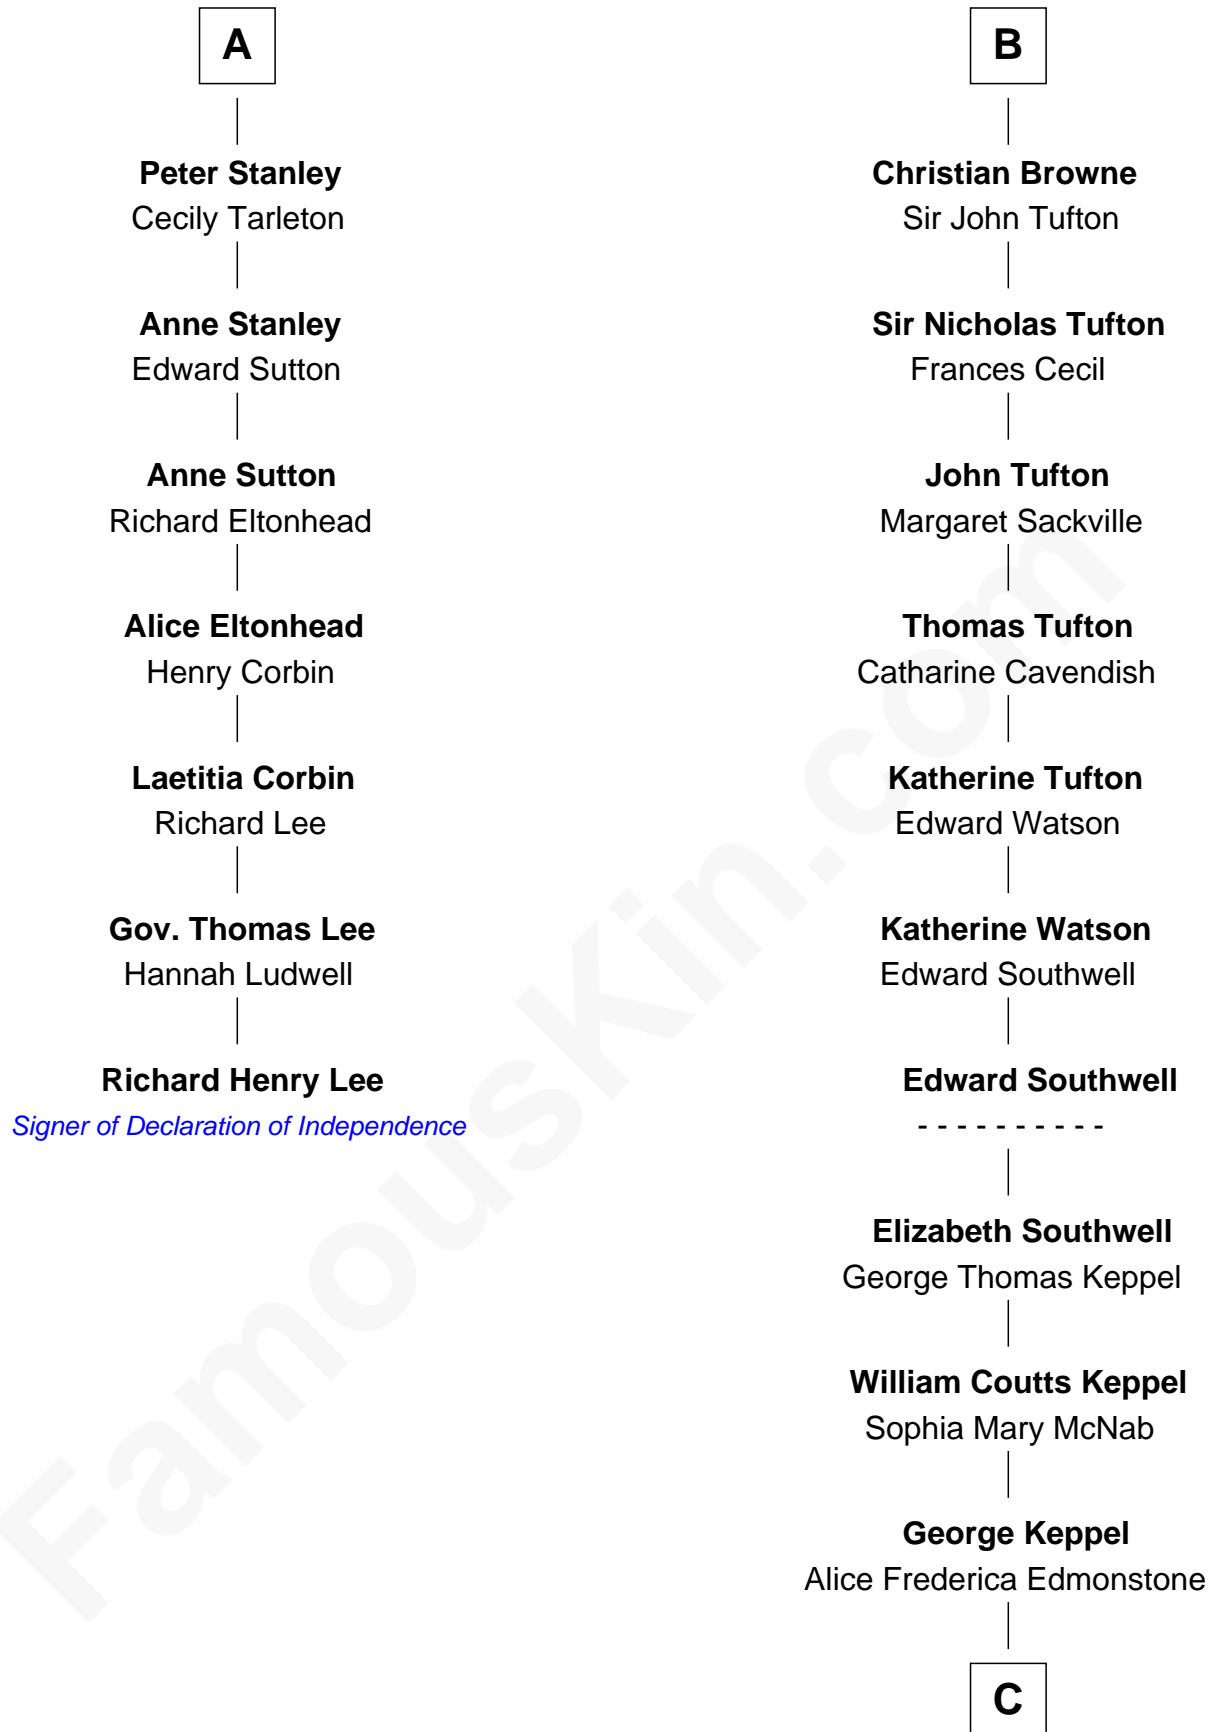 A
Peter Stanley
Cecily Tarleton
Anne Stanley
Edward Sutton
Anne Sutton
Richard Eltonhead
Alice Eltonhead
Henry Corbin
Laetitia Corbin
Richard Lee
Gov. Thomas Lee
Hannah Ludwell
Richard Henry Lee
Signer of Declaration of Independence
B
Christian Browne
Sir John Tufton
Sir Nicholas Tufton
Frances Cecil
John Tufton
Margaret Sackville
Thomas Tufton
Catharine Cavendish
Katherine Tufton
Edward Watson
Katherine Watson
Edward Southwell
Edward Southwell
- - - - - - - - - -
Elizabeth Southwell
George Thomas Keppel
William Coutts Keppel
Sophia Mary McNab
George Keppel
Alice Frederica Edmonstone
C
FamousKin.com